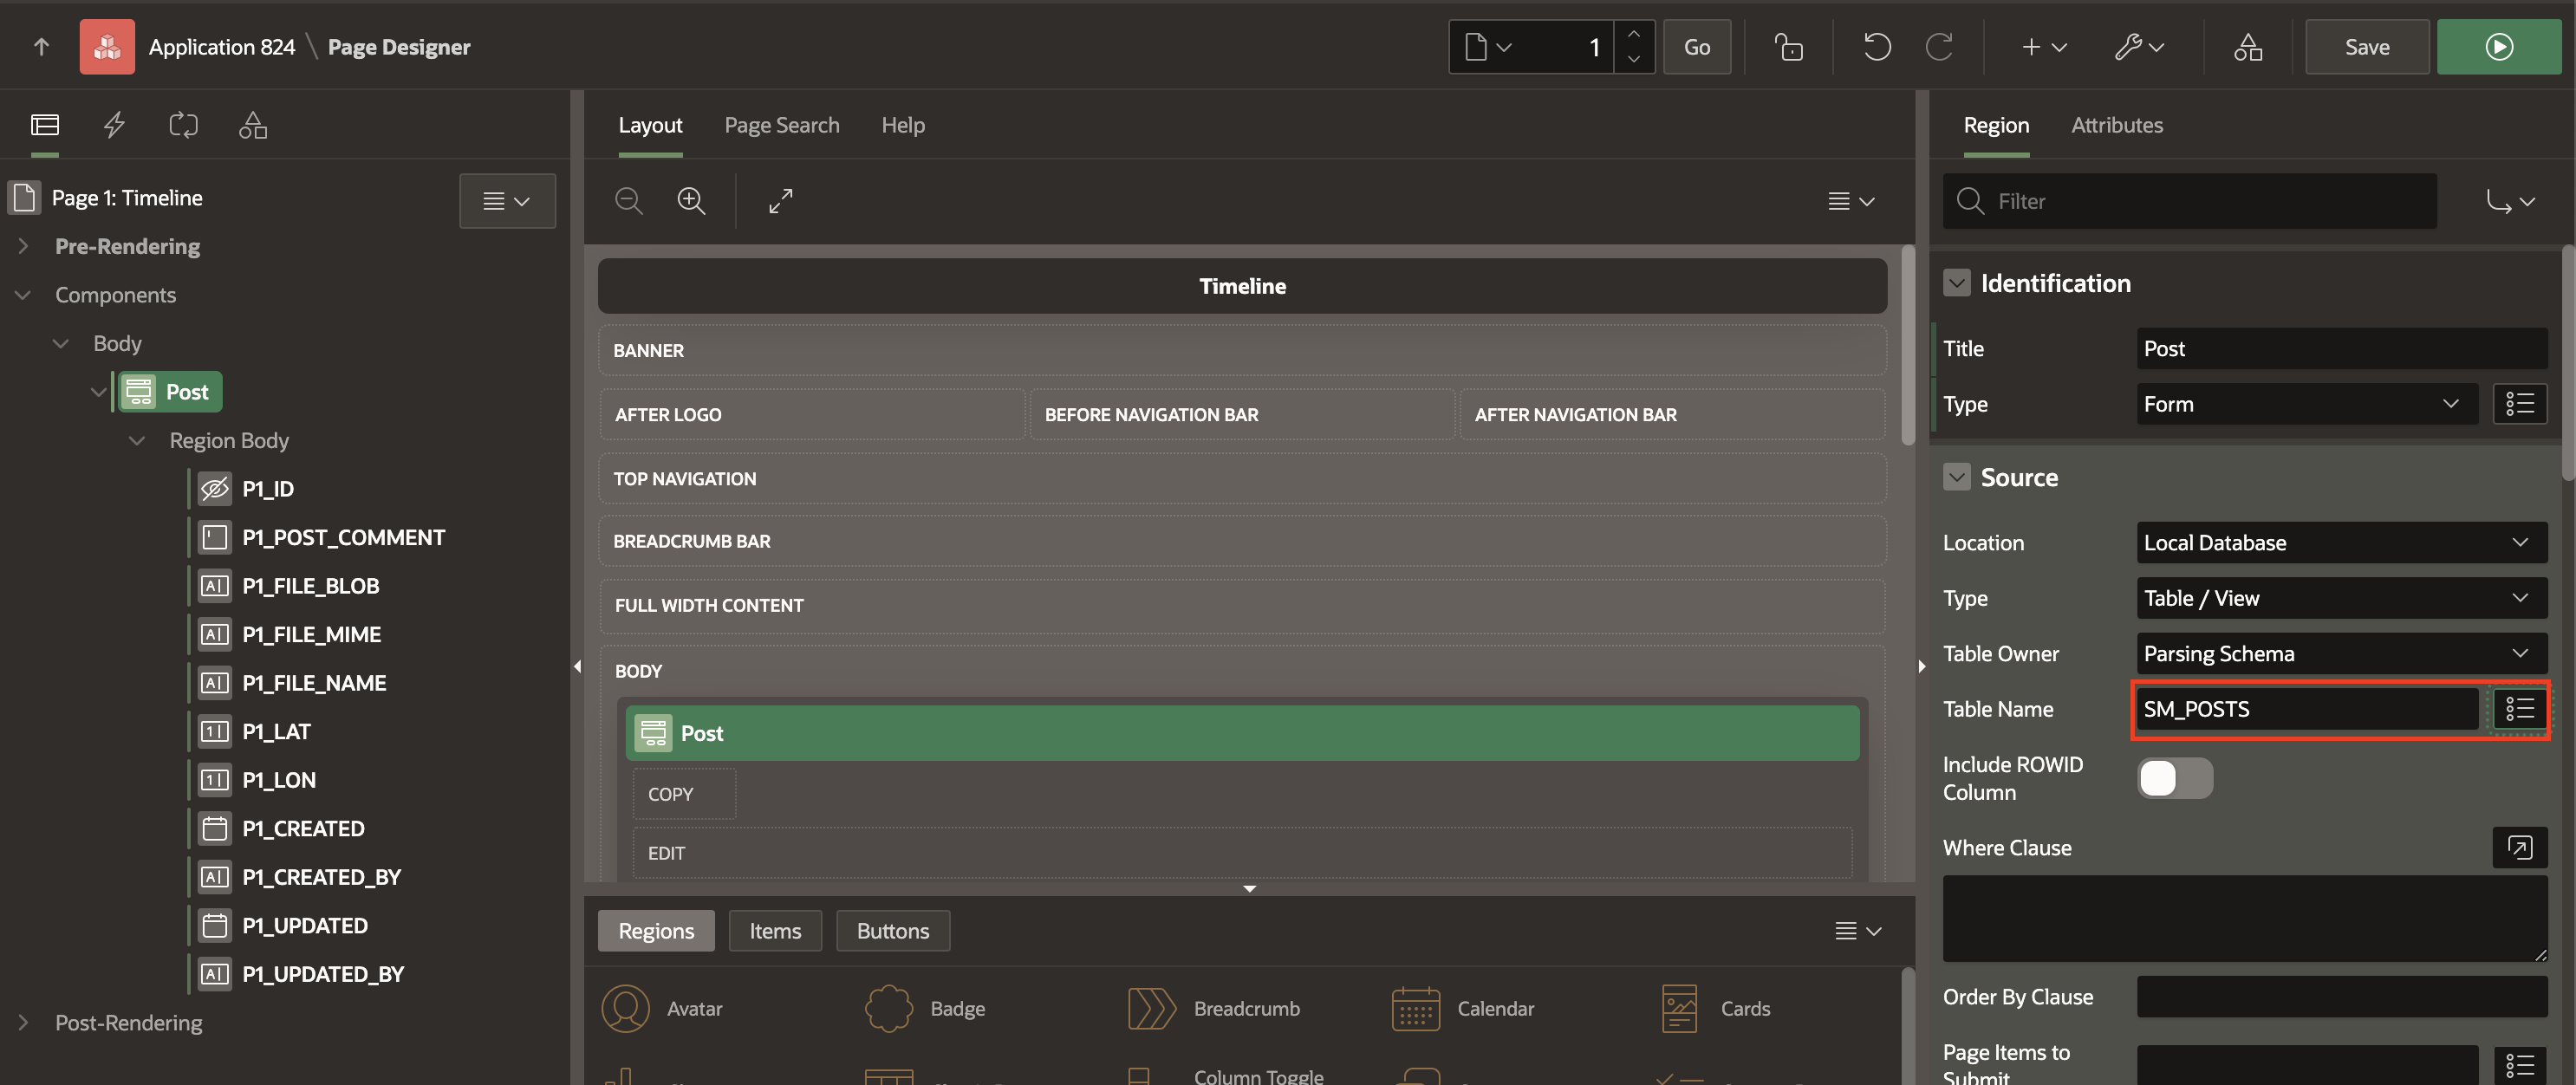 Application 824 \ Page Designer
1
Go
Save
Page 1: Timeline
Pre-Rendering
Components
Body
Post
Region Body
P1_ID
P1_POST_COMMENT
P1_FILE_BLOB
P1_FILE_MIME
P1_FILE_NAME
P1_LAT
P1_LON
P1_CREATED
P1_CREATED_BY
P1_UPDATED
P1_UPDATED_BY
Post-Rendering
Layout Page Search Help
Timeline
BANNER
AFTER LOGO BEFORE NAVIGATION BAR AFTER NAVIGATION BAR
TOP NAVIGATION
BREADCRUMB BAR
FULL WIDTH CONTENT
BODY
Post
COPY
EDIT
Regions Items Buttons
Avatar Badge Breadcrumb Calendar Cards
Column Toggle
Region Attributes
Filter
Identification
Title Post
Type Form
Source
Location Local Database
Type Table / View
Table Owner Parsing Schema
Table Name SM_POSTS
Include ROWID
Column
Where Clause
Order By Clause
Page Items to
Submit